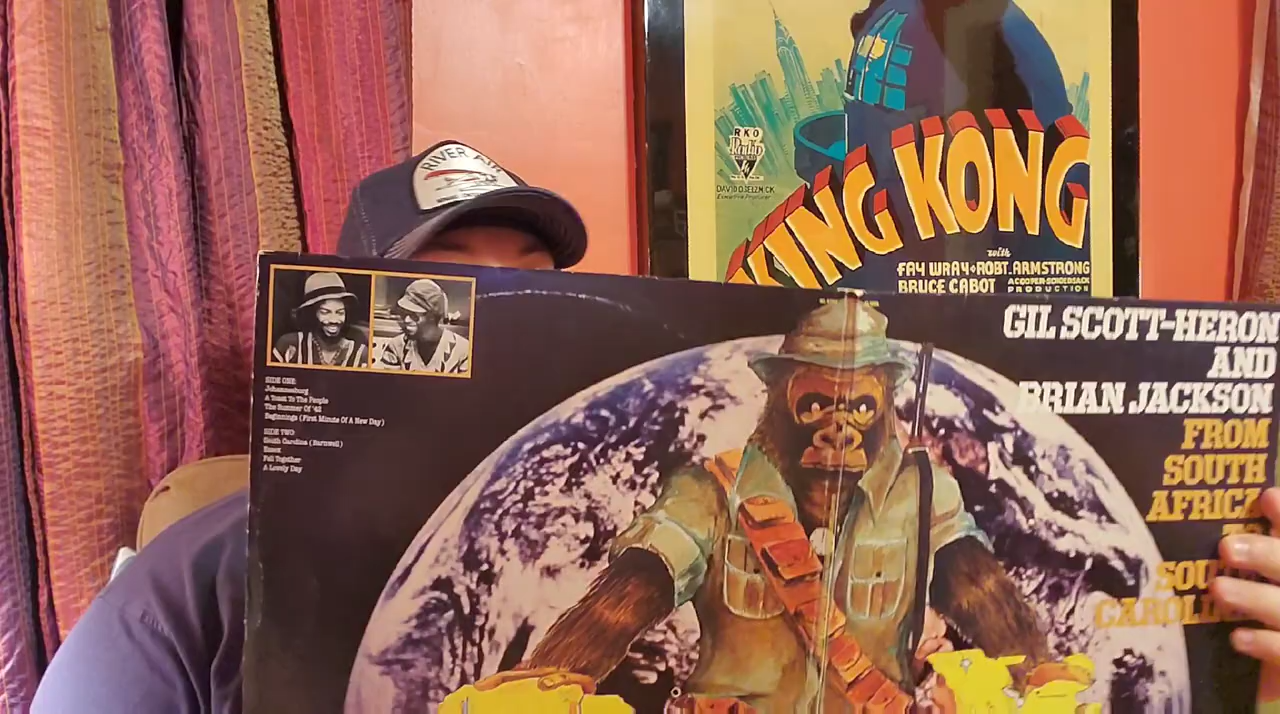 RIVER
RKO
Radio
DAVID O. SELZNICK
Executive Producer
KING KONG
with
FAY WRAY • ROBT. ARMSTRONG
BRUCE CABOT
A COOPER-SCHOEDSACK
PRODUCTION
SIDE ONE:
Johannesburg
A Toast To The People
The Summer Of '42
Beginnings (First Minute Of A New Day)
SIDE TWO:
South Carolina (Barnwell)
Essex
Fell Together
A Lovely Day
GIL SCOTT-HERON
AND
BRIAN JACKSON
FROM
SOUTH
AFRICA